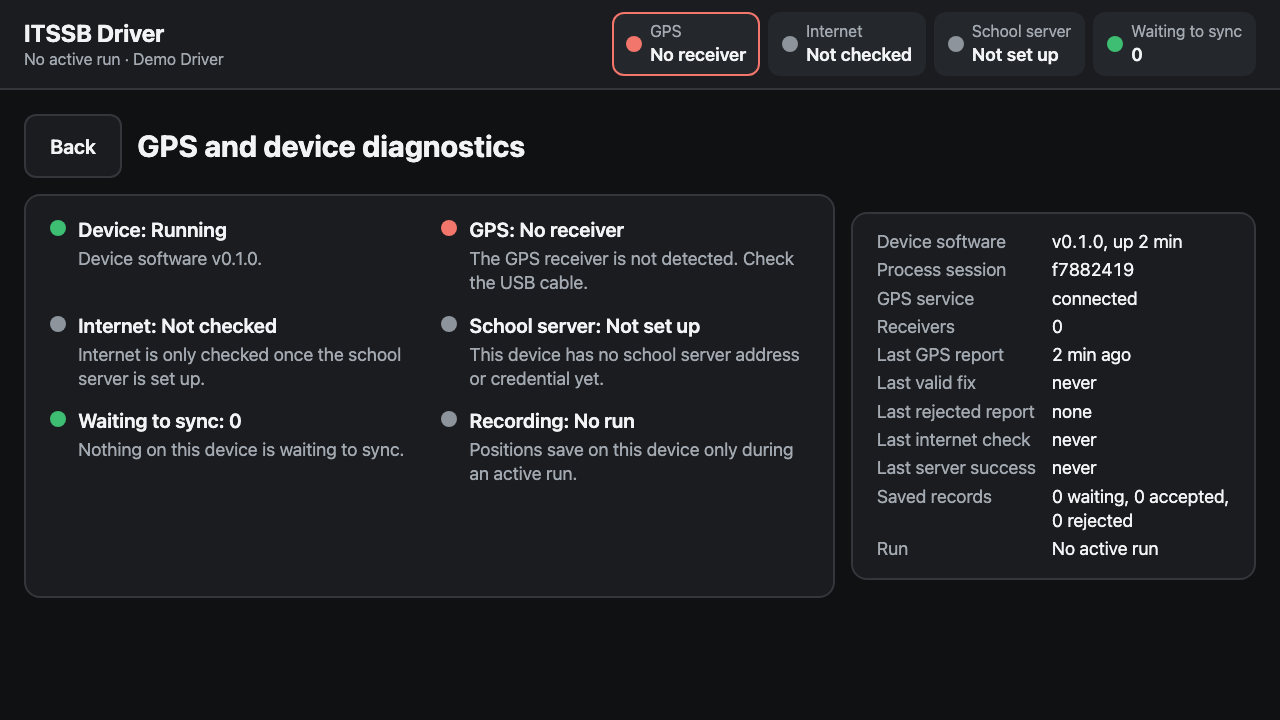 ITSSB Driver
No active run · Demo Driver
GPS
No receiver
Internet
Not checked
School server
Not set up
Waiting to sync
0
Back
GPS and device diagnostics
Device: Running
Device software v0.1.0.
GPS: No receiver
The GPS receiver is not detected. Check
the USB cable.
Internet: Not checked
Internet is only checked once the school
server is set up.
School server: Not set up
This device has no school server address
or credential yet.
Waiting to sync: 0
Nothing on this device is waiting to sync.
Recording: No run
Positions save on this device only during
an active run.
Device software v0.1.0, up 2 min
Process session f7882419
GPS service connected
Receivers 0
Last GPS report 2 min ago
Last valid fix never
Last rejected report none
Last internet check never
Last server success never
Saved records 0 waiting, 0 accepted,
0 rejected
Run No active run